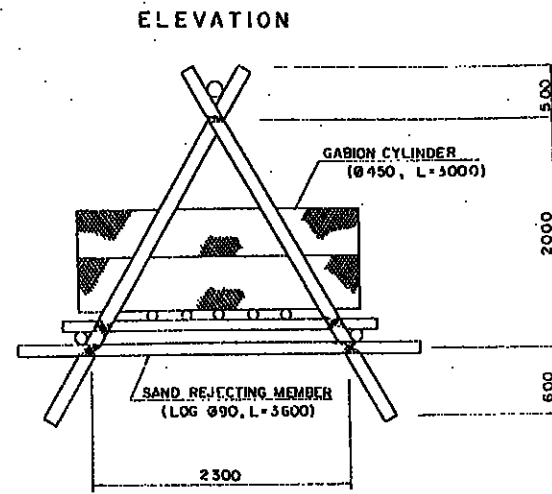 ELEVATION
500
GABION CYLINDER
(Ø450, L=3000)
2000
SAND REJECTING MEMBER
(LOG Ø90, L=3600)
600
2300